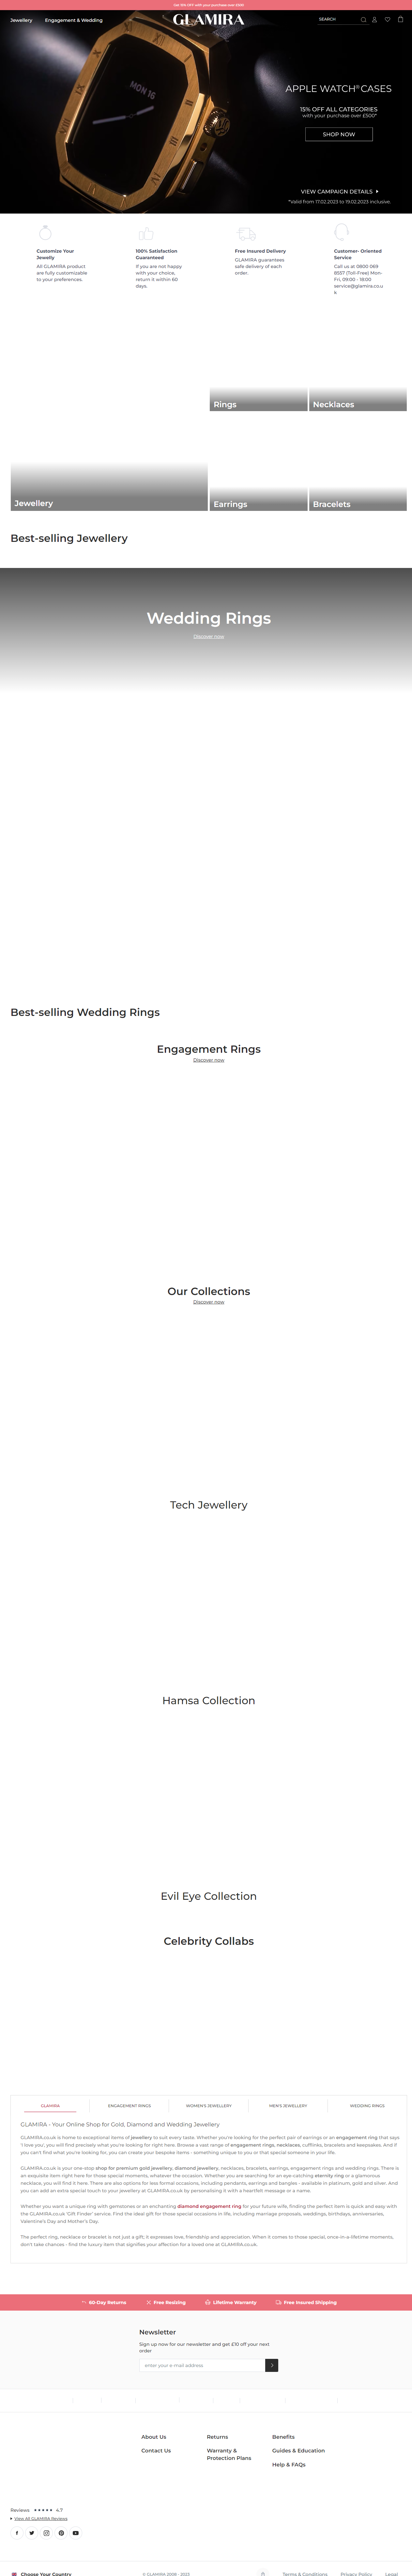 Get 15% OFF with your purchase over £500
Jewellery
Engagement & Wedding
GLAMIRA
SEARCH
APPLE WATCH® CASES
15% OFF ALL CATEGORIES
with your purchase over £500*
SHOP NOW
VIEW CAMPAIGN DETAILS
*Valid from 17.02.2023 to 19.02.2023 inclusive.
MON 16
Customize Your
Jewelly
All GLAMIRA product
are fully customizable
to your preferences.
100% Satisfaction
Guaranteed
If you are not happy
with your choice,
return it within 60
days.
Free Insured Delivery
GLAMIRA guarantees
safe delivery of each
order.
Customer- Oriented
Service
Call us at 0800 069
8557 (Toll-Free) Mon-
Fri, 09:00 - 18:00
service@glamira.co.u
k
Rings
Necklaces
Jewellery
Earrings
Bracelets
Best-selling Jewellery
Wedding Rings
Discover now
Best-selling Wedding Rings
Engagement Rings
Discover now
Our Collections
Discover now
Tech Jewellery
Hamsa Collection
Evil Eye Collection
Celebrity Collabs
GLAMIRA
ENGAGEMENT RINGS
WOMEN'S JEWELLERY
MEN'S JEWELLERY
WEDDING RINGS
GLAMIRA - Your Online Shop for Gold, Diamond and Wedding Jewellery
GLAMIRA.co.uk is home to exceptional items of jewellery to suit every taste. Whether you're looking for the perfect pair of earrings or an engagement ring that says
'I love you', you will find precisely what you're looking for right here. Browse a vast range of engagement rings, necklaces, cufflinks, bracelets and keepsakes. And if
you can't find what you're looking for, you can create your bespoke items - something unique to you or that special someone in your life.
GLAMIRA.co.uk is your one-stop shop for premium gold jewellery, diamond jewellery, necklaces, bracelets, earrings, engagement rings and wedding rings. There is
an exquisite item right here for those special moments, whatever the occasion. Whether you are searching for an eye-catching eternity ring or a glamorous
necklace, you will find it here. There are also options for less formal occasions, including pendants, earrings and bangles - available in platinum, gold and silver. And
you can add an extra special touch to your jewellery at GLAMIRA.co.uk by personalising it with a heartfelt message or a name.
Whether you want a unique ring with gemstones or an enchanting diamond engagement ring for your future wife, finding the perfect item is quick and easy with
the GLAMIRA.co.uk 'Gift Finder' service. Find the ideal gift for those special occasions in life, including marriage proposals, weddings, birthdays, anniversaries,
Valentine's Day and Mother's Day.
The perfect ring, necklace or bracelet is not just a gift; it expresses love, friendship and appreciation. When it comes to those special, once-in-a-lifetime moments,
don't take chances - find the luxury item that signifies your affection for a loved one at GLAMIRA.co.uk.
60-Day Returns
Free Resizing
Lifetime Warranty
Free Insured Shipping
Newsletter
Sign up now for our newsletter and get £10 off your next
order
enter your e-mail address
About Us
Returns
Benefits
Contact Us
Warranty &
Protection Plans
Guides & Education
Help & FAQs
Reviews ★★★★★ 4.7
View All GLAMIRA Reviews
Choose Your Country
© GLAMIRA 2008 - 2023
Terms & Conditions
Privacy Policy
Legal